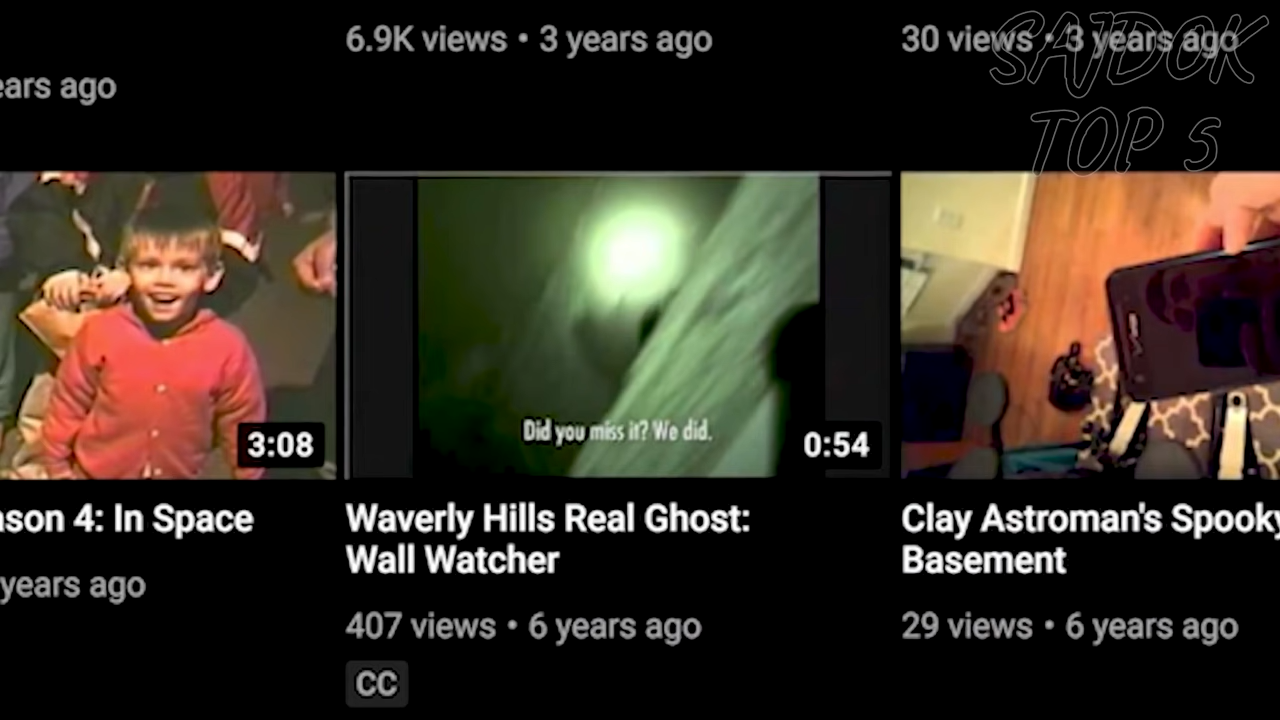 6.9K views • 3 years ago
30 views • 3 years ago
SAJDOK
TOP 5
ears ago
Did you miss it? We did.
3:08
0:54
ason 4: In Space
Waverly Hills Real Ghost:
Wall Watcher
Clay Astroman's Spooky
Basement
years ago
407 views • 6 years ago
29 views • 6 years ago
CC